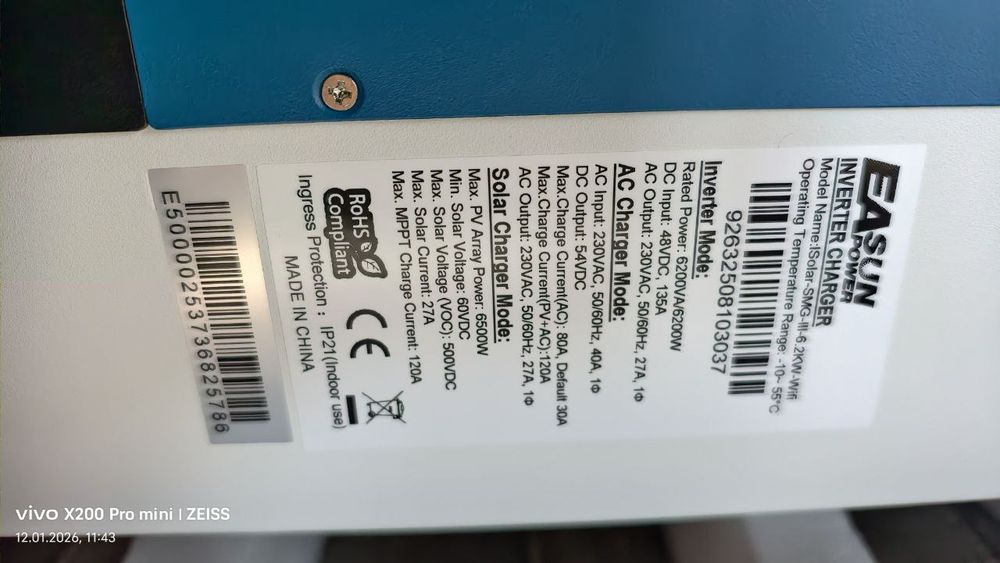 EASUN
POWER
INVERTER CHARGER
Model Name:ISolar-SMG-III-6.2KW-Wifi
Operating Temperature Range: -10~ 55°C
92632508103037
Inverter Mode:
Rated Power: 6200VA/6200W
DC Input: 48VDC, 135A
AC Output: 230VAC, 50/60Hz, 27A, 1Φ
AC Charger Mode:
AC Input: 230VAC, 50/60Hz, 40A, 1Φ
DC Output: 54VDC
Max.Charge Current(AC): 80A, Default 30A
Max.Charge Current(PV+AC):120A
AC Output: 230VAC, 50/60Hz, 27A, 1Φ
Solar Charger Mode:
Max. PV Array Power: 6500W
Min. Solar Voltage: 60VDC
Max. Solar Voltage (VOC): 500VDC
Max. Solar Current: 27A
Max. MPPT Charge Current: 120A
RoHS
Compliant
CE
Ingress Protection : IP21(Indoor use)
MADE IN CHINA
E50000253736825786
vivo X200 Pro mini | ZEISS
12.01.2026, 11:43